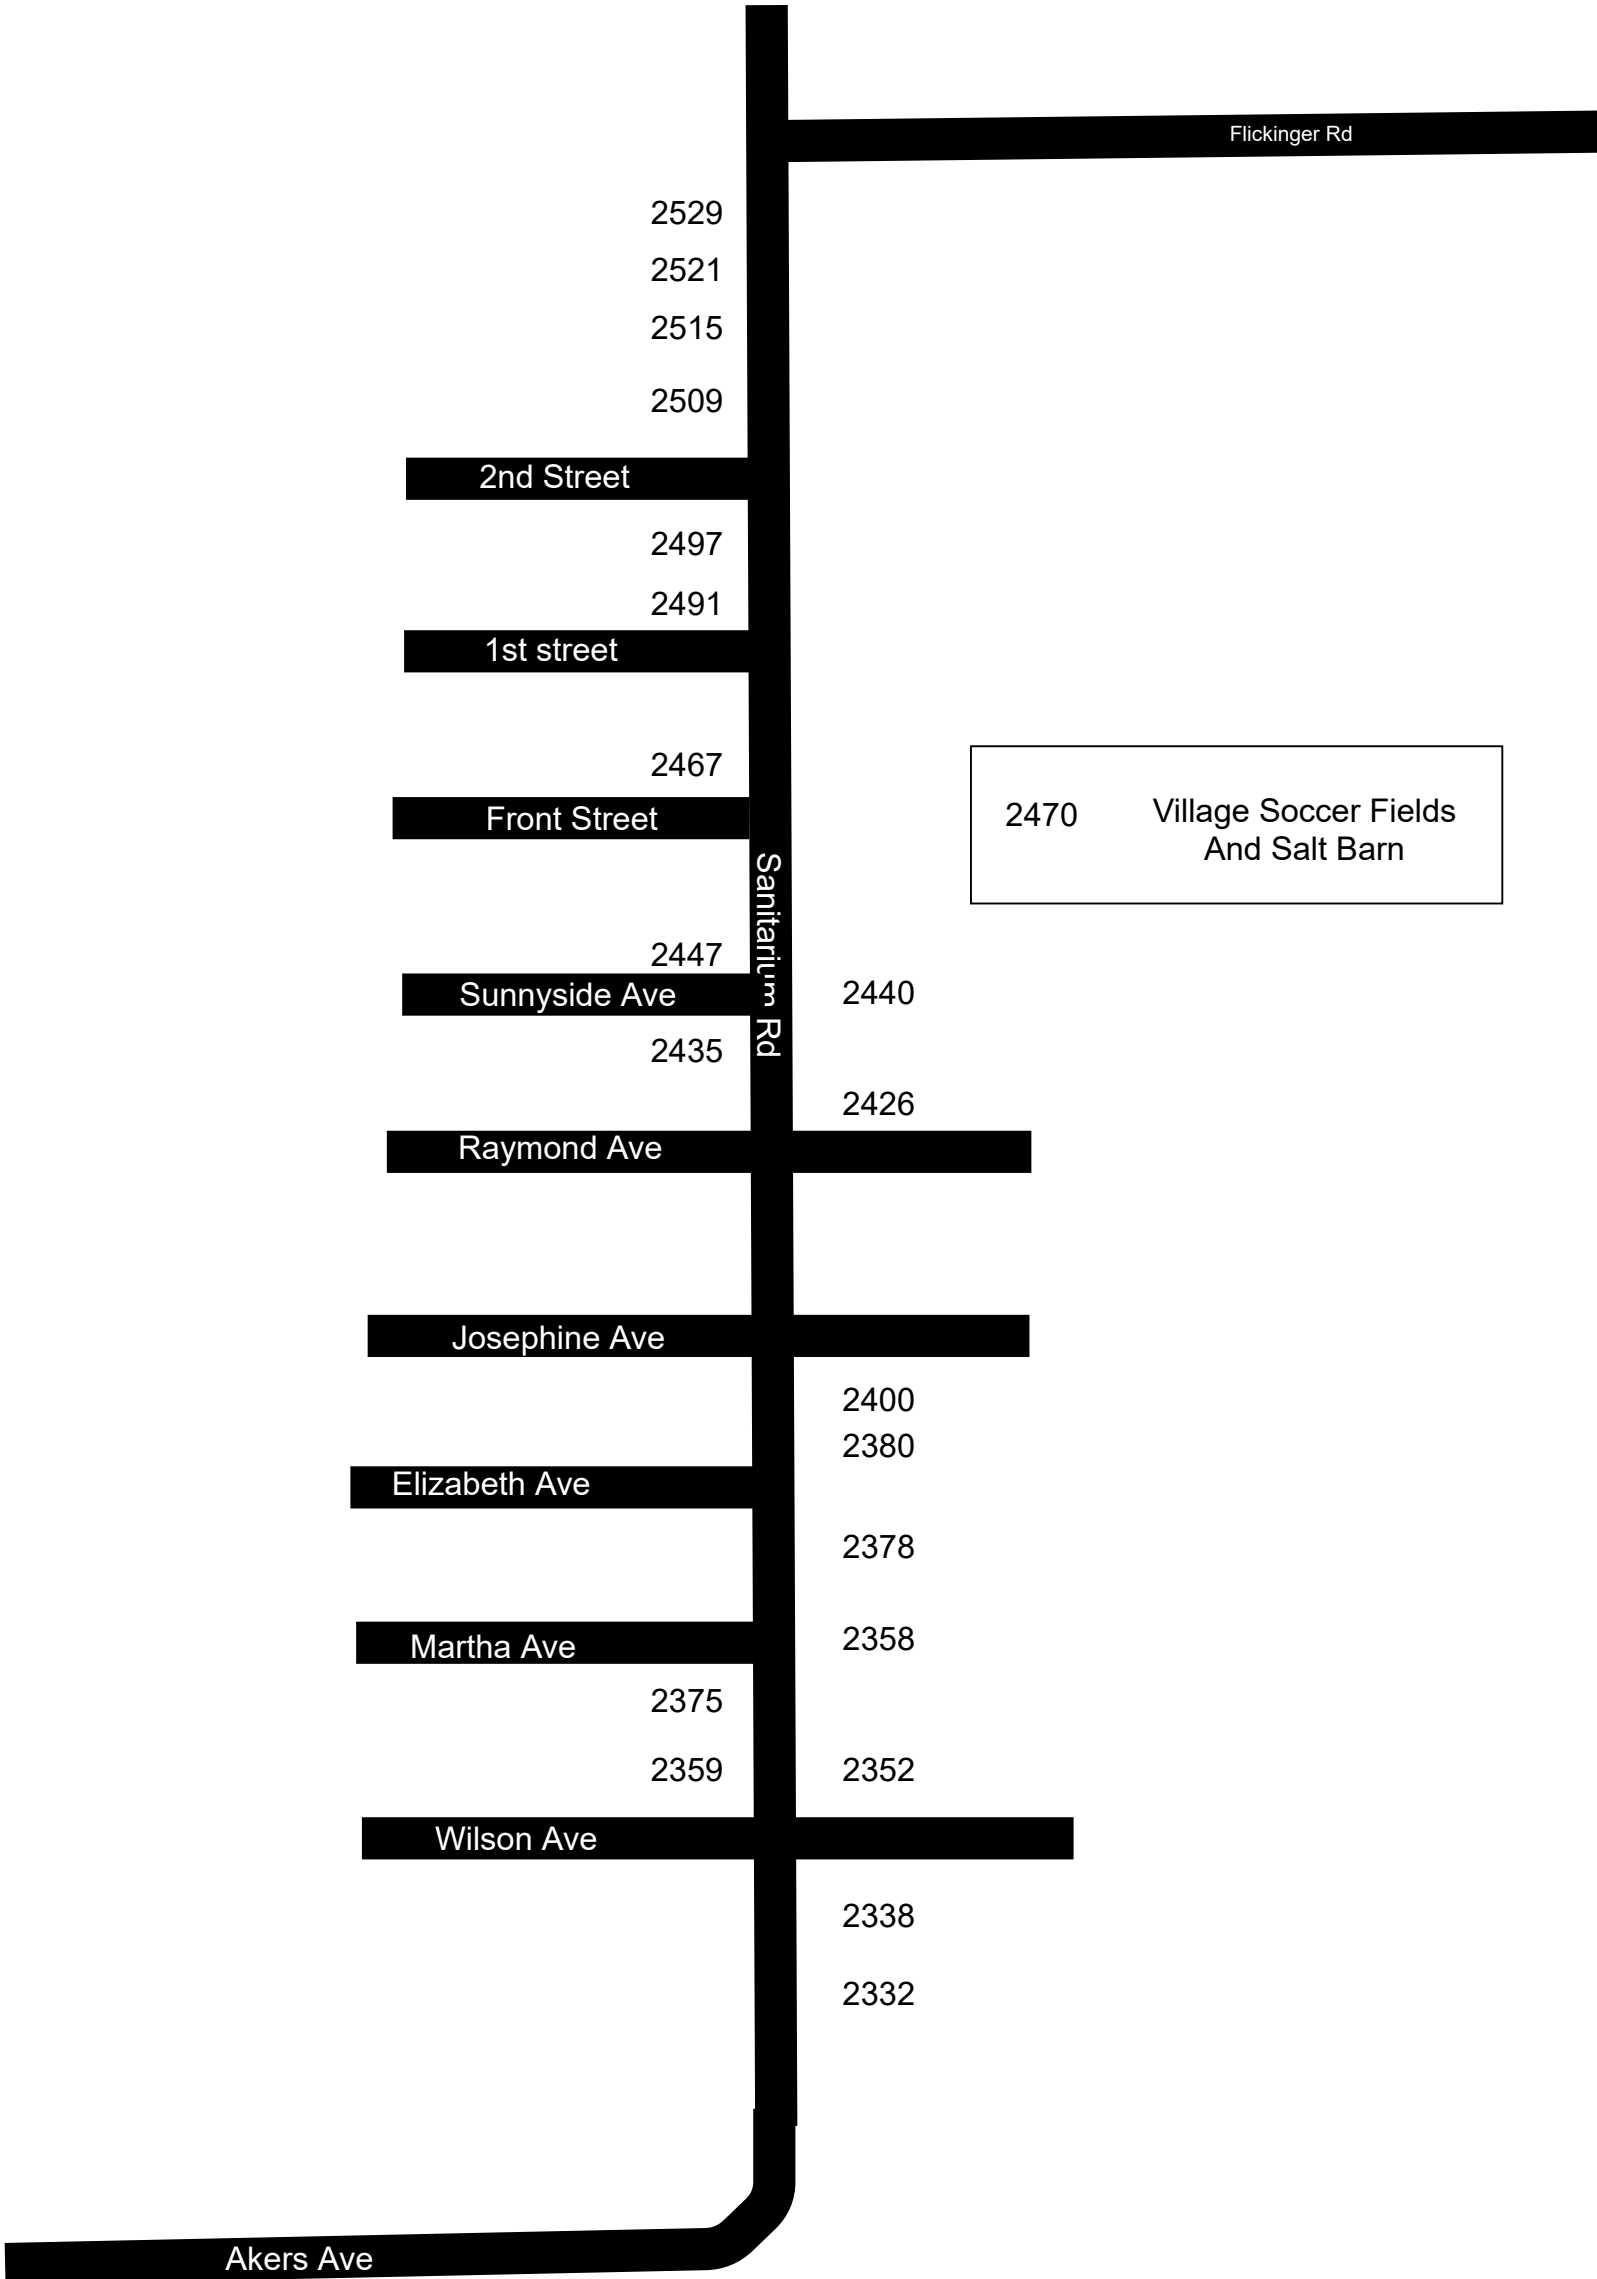 Flickinger Rd
2529
2521
2515
2509
2nd Street
2497
2491
1st street
2467
2470
Village Soccer Fields
And Salt Barn
Front Street
Sanitarium Rd
2447
Sunnyside Ave
2440
2435
2426
Raymond Ave
Josephine Ave
2400
2380
Elizabeth Ave
2378
Martha Ave
2358
2375
2359
2352
Wilson Ave
2338
2332
Akers Ave